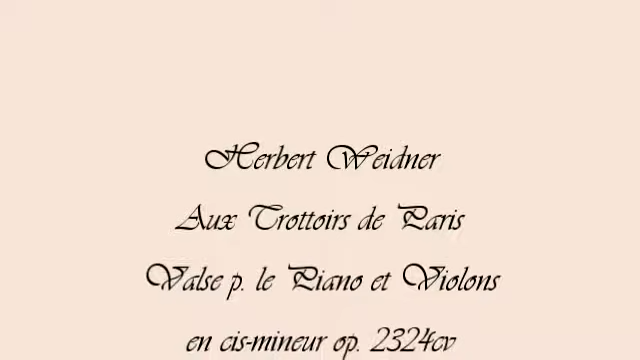 Herbert Weidner
Aux Trottoirs de Paris
Valse p. le Piano et Violons
en cis-mineur op. 2324cv